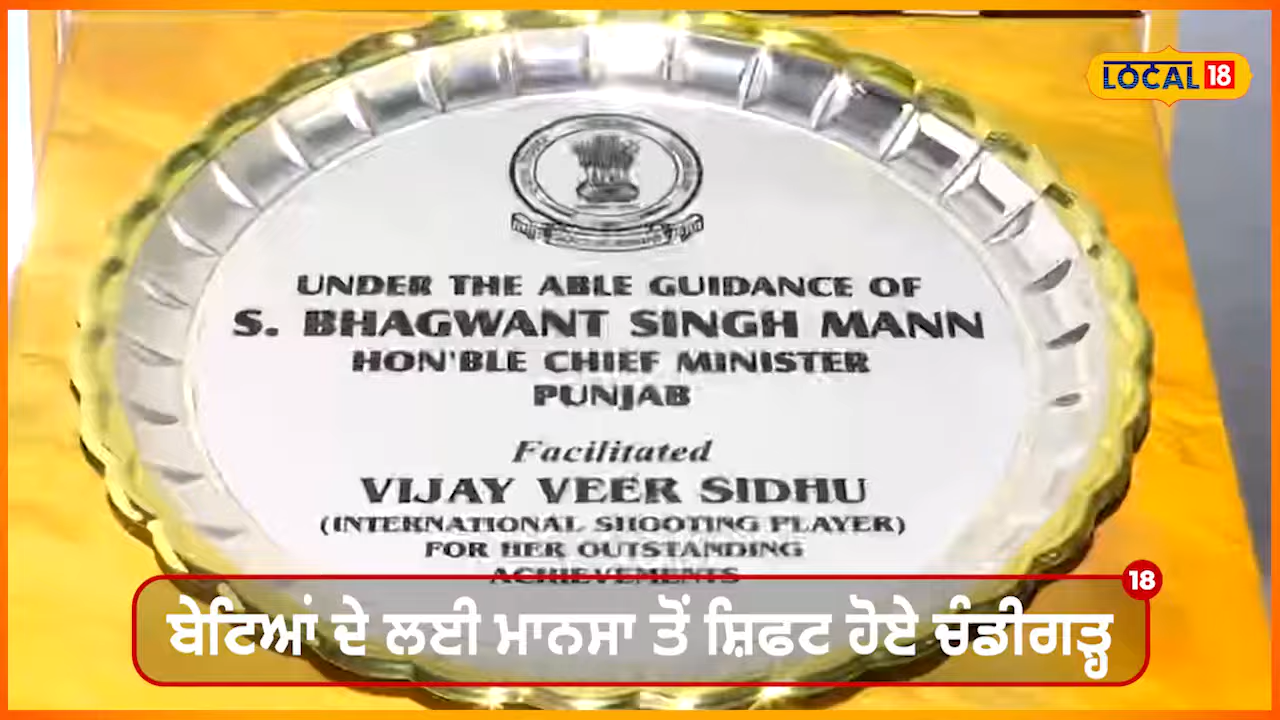 LOCAL 18
UNDER THE ABLE GUIDANCE OF
S. BHAGWANT SINGH MANN
HON'BLE CHIEF MINISTER
PUNJAB
Facilitated
VIJAY VEER SIDHU
(INTERNATIONAL SHOOTING PLAYER)
FOR HER OUTSTANDING
ACHIEVEMENTS
18
ਬੇਟਿਆਂ ਦੇ ਲਈ ਮਾਨਸਾ ਤੋਂ ਸ਼ਿਫਟ ਹੋਏ ਚੰਡੀਗੜ੍ਹ